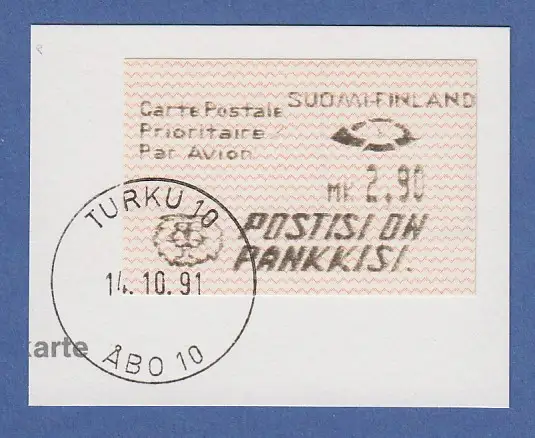 SUOMI-FINLAND
Carte Postale
Prioritaire
Par Avion
MK 2.90
POSTISI ON
PANKKISI.
TURKU 10
14.10.91
ÅBO 10
karte